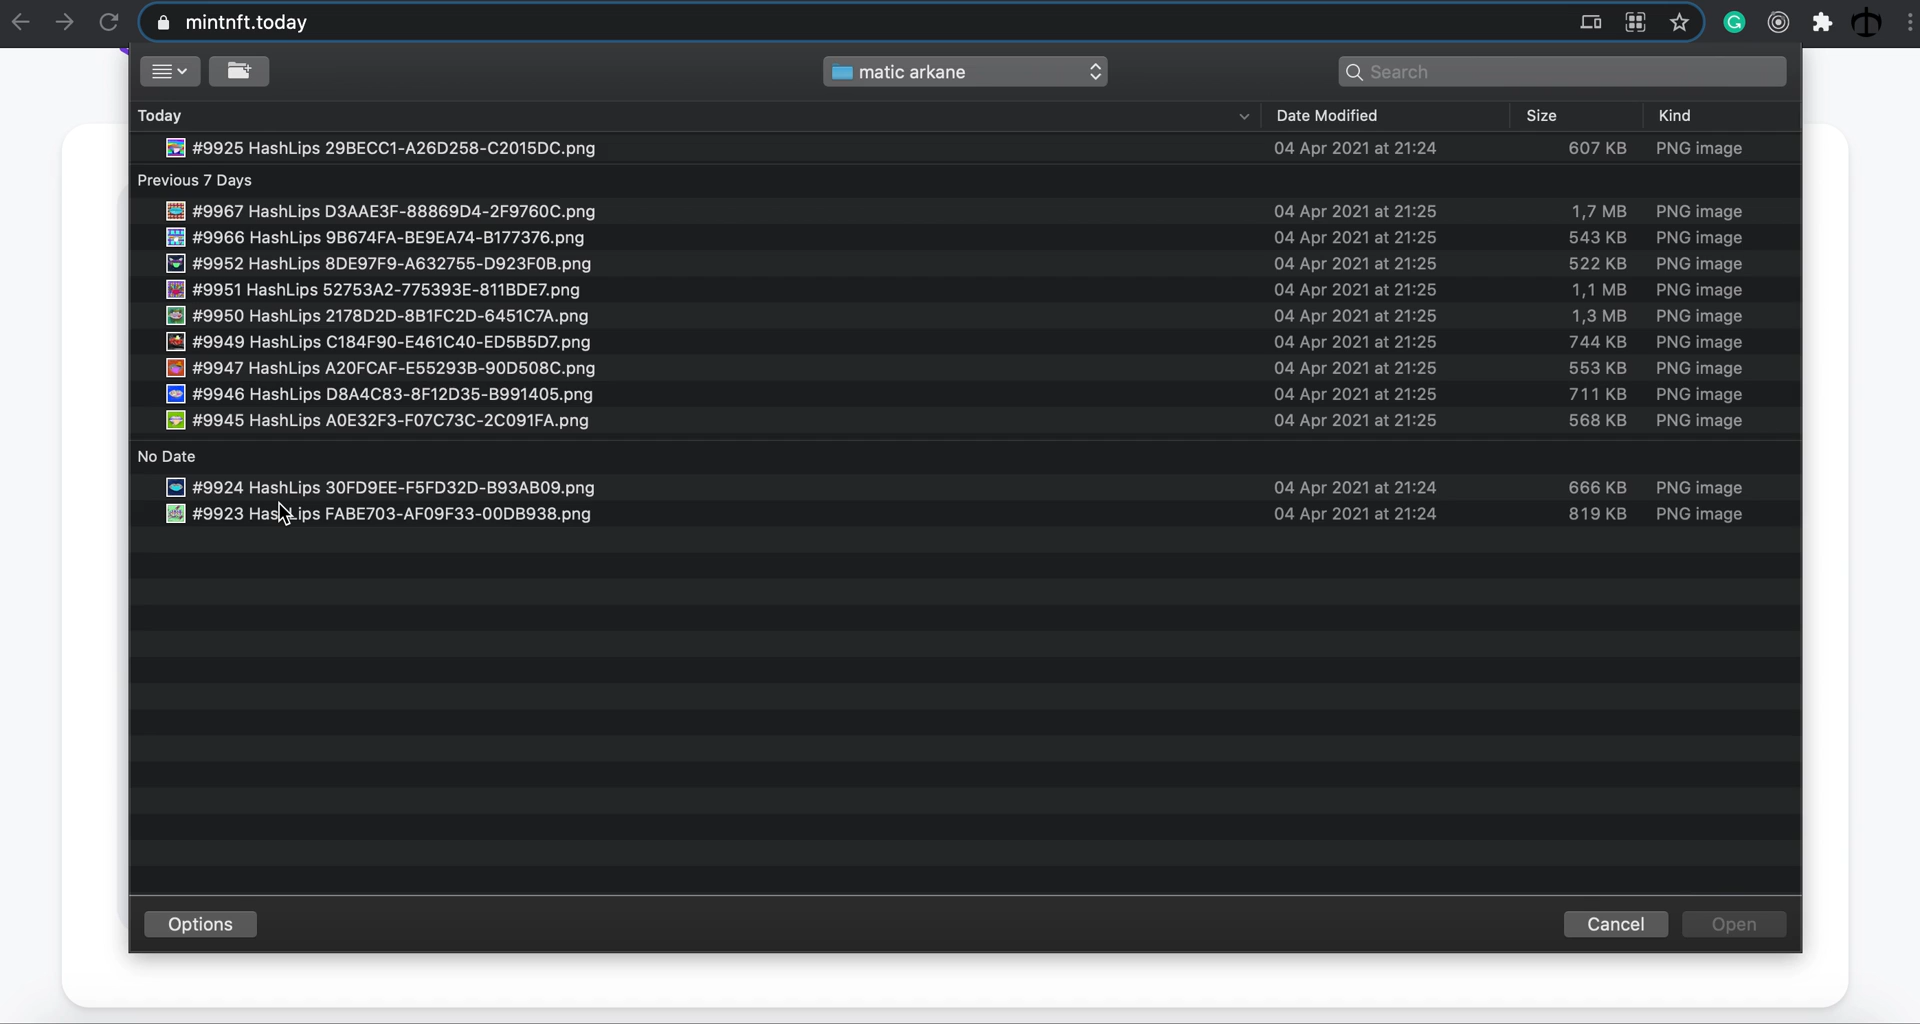 mintnft.today
matic arkane
Search
Today Date Modified Size Kind
#9925 HashLips 29BECC1-A26D258-C2015DC.png 04 Apr 2021 at 21:24 607 KB PNG image
Previous 7 Days
#9967 HashLips D3AAE3F-88869D4-2F9760C.png 04 Apr 2021 at 21:25 1,7 MB PNG image
#9966 HashLips 9B674FA-BE9EA74-B177376.png 04 Apr 2021 at 21:25 543 KB PNG image
#9952 HashLips 8DE97F9-A632755-D923F0B.png 04 Apr 2021 at 21:25 522 KB PNG image
#9951 HashLips 52753A2-775393E-811BDE7.png 04 Apr 2021 at 21:25 1,1 MB PNG image
#9950 HashLips 2178D2D-8B1FC2D-6451C7A.png 04 Apr 2021 at 21:25 1,3 MB PNG image
#9949 HashLips C184F90-E461C40-ED5B5D7.png 04 Apr 2021 at 21:25 744 KB PNG image
#9947 HashLips A20FCAF-E55293B-90D508C.png 04 Apr 2021 at 21:25 553 KB PNG image
#9946 HashLips D8A4C83-8F12D35-B991405.png 04 Apr 2021 at 21:25 711 KB PNG image
#9945 HashLips A0E32F3-F07C73C-2C091FA.png 04 Apr 2021 at 21:25 568 KB PNG image
No Date
#9924 HashLips 30FD9EE-F5FD32D-B93AB09.png 04 Apr 2021 at 21:24 666 KB PNG image
#9923 HashLips FABE703-AF09F33-00DB938.png 04 Apr 2021 at 21:24 819 KB PNG image
Options Cancel Open